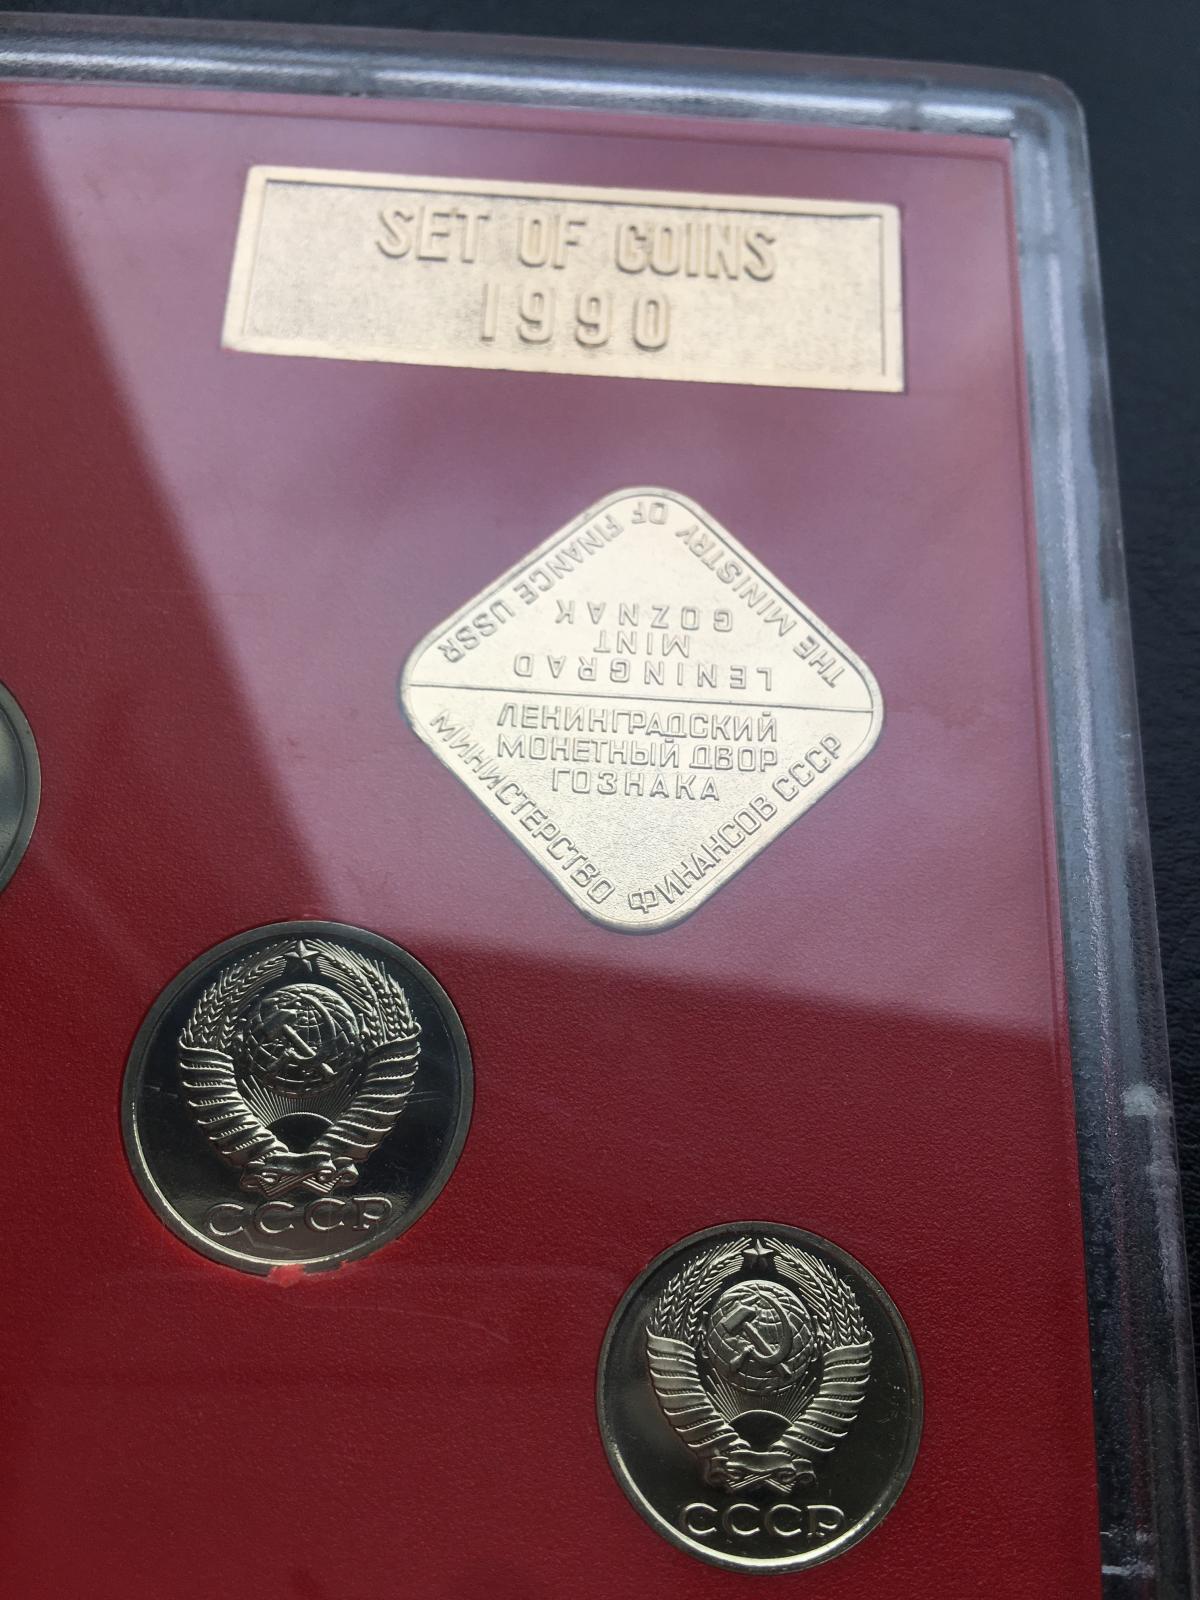 SET OF COINS
1990
THE MINISTRY OF FINANCE USSR
LENINGRAD
MINT
GOZNAK
ЛЕНИНГРАДСКИЙ
МОНЕТНЫЙ ДВОР
ГОЗНАКА
МИНИСТЕРСТВО ФИНАНСОВ СССР
СССР
СССР